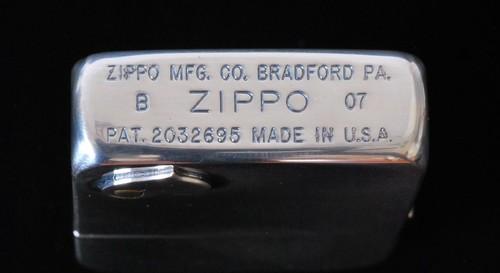 ZIPPO MFG. CO. BRADFORD PA.
B ZIPPO 07
PAT. 2032695 MADE IN U.S.A.